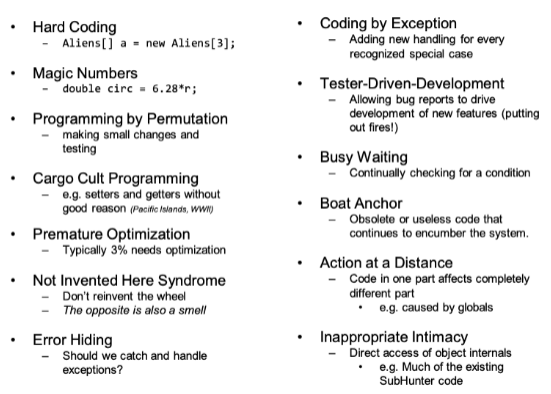 • Hard Coding
– Aliens[] a = new Aliens[3];
• Magic Numbers
– double circ = 6.28*r;
• Programming by Permutation
– making small changes and
testing
• Cargo Cult Programming
– e.g. setters and getters without
good reason (Pacific Islands, WWII)
• Premature Optimization
– Typically 3% needs optimization
• Not Invented Here Syndrome
– Don't reinvent the wheel
– The opposite is also a smell
• Error Hiding
– Should we catch and handle
exceptions?
• Coding by Exception
– Adding new handling for every
recognized special case
• Tester-Driven-Development
– Allowing bug reports to drive
development of new features (putting
out fires!)
• Busy Waiting
– Continually checking for a condition
• Boat Anchor
– Obsolete or useless code that
continues to encumber the system.
• Action at a Distance
– Code in one part affects completely
different part
• e.g. caused by globals
• Inappropriate Intimacy
– Direct access of object internals
• e.g. Much of the existing
SubHunter code